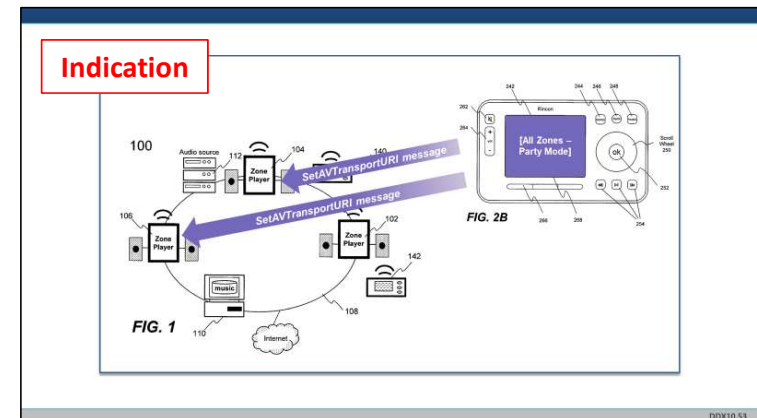 Indication
100
Audio source
112
104
Zone
Player
140
SetAVTransportURI message
SetAVTransportURI message
106
Zone
Player
102
Zone
Player
142
music
108
FIG. 1
110
Internet
242
244
246
248
Rincon
262
264
+
-
[All Zones –
Party Mode]
Scroll
Wheel
250
ok
252
FIG. 2B
266
268
254
DDX10.53